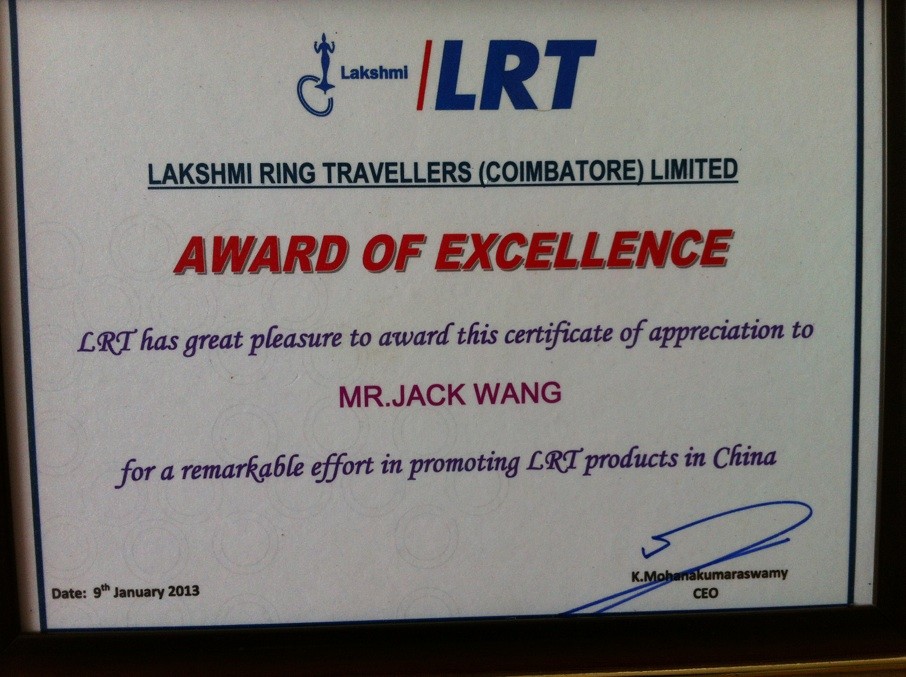 Lakshmi LRT
LAKSHMI RING TRAVELLERS (COIMBATORE) LIMITED
AWARD OF EXCELLENCE
LRT has great pleasure to award this certificate of appreciation to
MR.JACK WANG
for a remarkable effort in promoting LRT products in China
K.Mohanakumaraswamy
Date: 9th January 2013
CEO